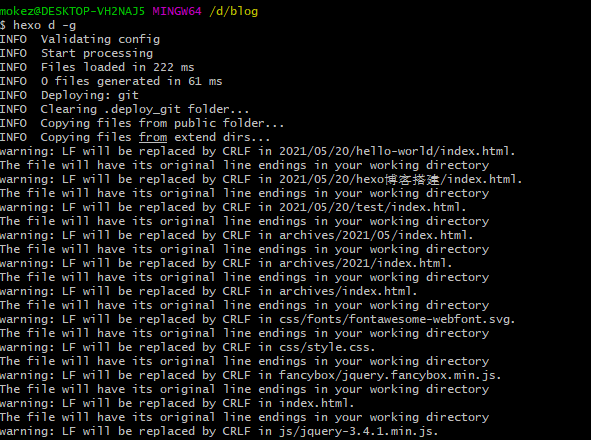 mokez@DESKTOP-VH2NAJ5 MINGW64 /d/blog
$ hexo d -g
INFO  Validating config
INFO  Start processing
INFO  Files loaded in 222 ms
INFO  0 files generated in 61 ms
INFO  Deploying: git
INFO  Clearing .deploy_git folder...
INFO  Copying files from public folder...
INFO  Copying files from extend dirs...
warning: LF will be replaced by CRLF in 2021/05/20/hello-world/index.html.
The file will have its original line endings in your working directory
warning: LF will be replaced by CRLF in 2021/05/20/hexo博客搭建/index.html.
The file will have its original line endings in your working directory
warning: LF will be replaced by CRLF in 2021/05/20/test/index.html.
The file will have its original line endings in your working directory
warning: LF will be replaced by CRLF in archives/2021/05/index.html.
The file will have its original line endings in your working directory
warning: LF will be replaced by CRLF in archives/2021/index.html.
The file will have its original line endings in your working directory
warning: LF will be replaced by CRLF in archives/index.html.
The file will have its original line endings in your working directory
warning: LF will be replaced by CRLF in css/fonts/fontawesome-webfont.svg.
The file will have its original line endings in your working directory
warning: LF will be replaced by CRLF in css/style.css.
The file will have its original line endings in your working directory
warning: LF will be replaced by CRLF in fancybox/jquery.fancybox.min.js.
The file will have its original line endings in your working directory
warning: LF will be replaced by CRLF in index.html.
The file will have its original line endings in your working directory
warning: LF will be replaced by CRLF in js/jquery-3.4.1.min.js.